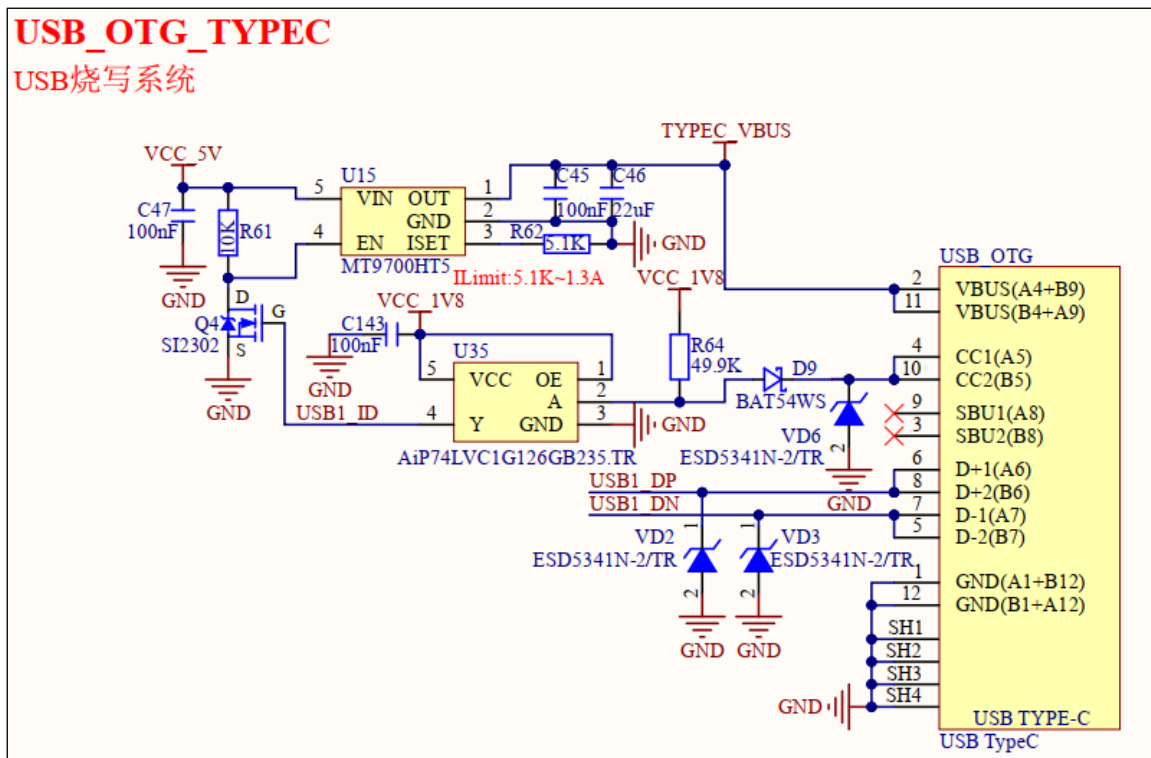 USB_OTG_TYPEC
USB烧写系统
TYPEC_VBUS
VCC_5V
U15
C45
C46
5
VIN
OUT
1
C47
100nF
10K
R61
GND
2
100nF
22uF
4
EN
ISET
3
R62
5.1K
GND
MT9700HT5
ILimit:5.1K~1.3A
GND
VCC_1V8
VCC_1V8
USB_OTG
2
VBUS(A4+B9)
11
VBUS(B4+A9)
D
G
Q4
S
SI2302
GND
C143
100nF
GND
U35
R64
49.9K
D9
BAT54WS
5
VCC
OE
1
A
2
USB1_ID
4
Y
GND
3
GND
AiP74LVC1G126GB235.TR
4
CC1(A5)
10
CC2(B5)
9
SBU1(A8)
3
SBU2(B8)
VD6
2
ESD5341N-2/TR
GND
6
D+1(A6)
USB1_DP
8
D+2(B6)
USB1_DN
7
D-1(A7)
5
D-2(B7)
VD2
1
1
VD3
ESD5341N-2/TR
ESD5341N-2/TR
2
2
GND
GND
1
GND(A1+B12)
12
GND(B1+A12)
SH1
SH2
SH3
SH4
GND
USB TYPE-C
USB TypeC